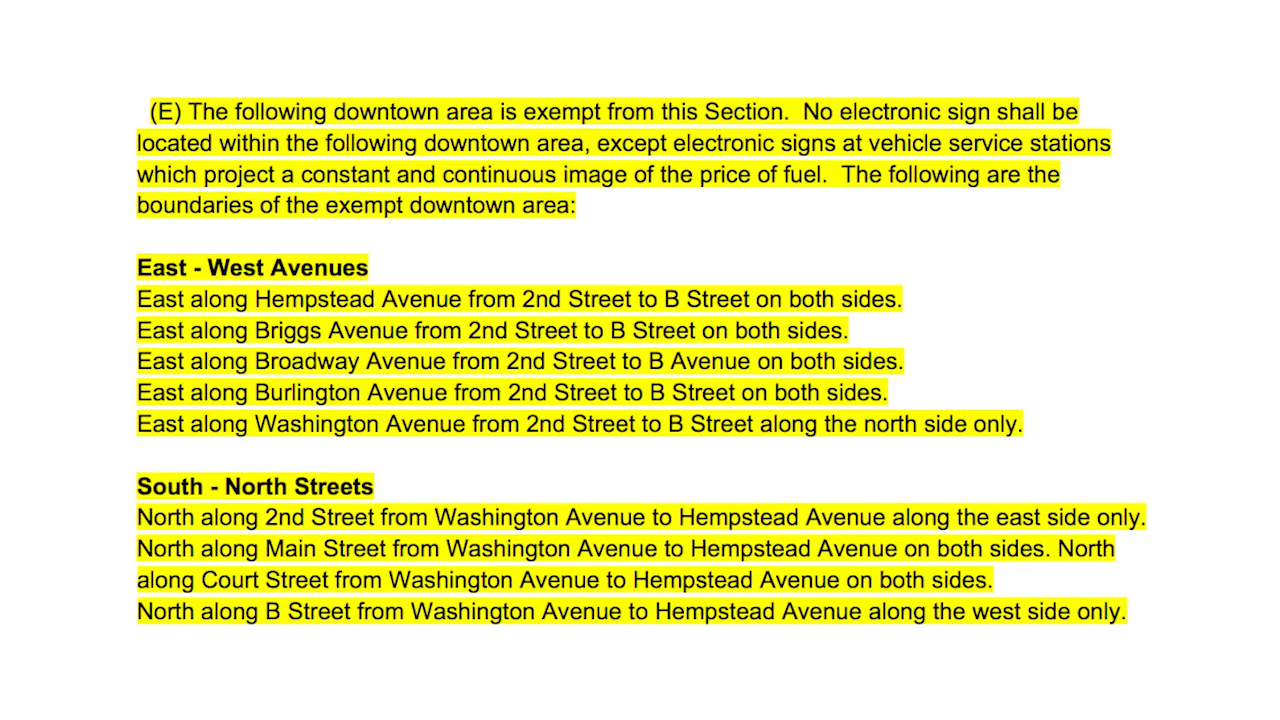 (E) The following downtown area is exempt from this Section.  No electronic sign shall be
located within the following downtown area, except electronic signs at vehicle service stations
which project a constant and continuous image of the price of fuel.  The following are the
boundaries of the exempt downtown area:
East - West Avenues
East along Hempstead Avenue from 2nd Street to B Street on both sides.
East along Briggs Avenue from 2nd Street to B Street on both sides.
East along Broadway Avenue from 2nd Street to B Avenue on both sides.
East along Burlington Avenue from 2nd Street to B Street on both sides.
East along Washington Avenue from 2nd Street to B Street along the north side only.
South - North Streets
North along 2nd Street from Washington Avenue to Hempstead Avenue along the east side only.
North along Main Street from Washington Avenue to Hempstead Avenue on both sides. North
along Court Street from Washington Avenue to Hempstead Avenue on both sides.
North along B Street from Washington Avenue to Hempstead Avenue along the west side only.